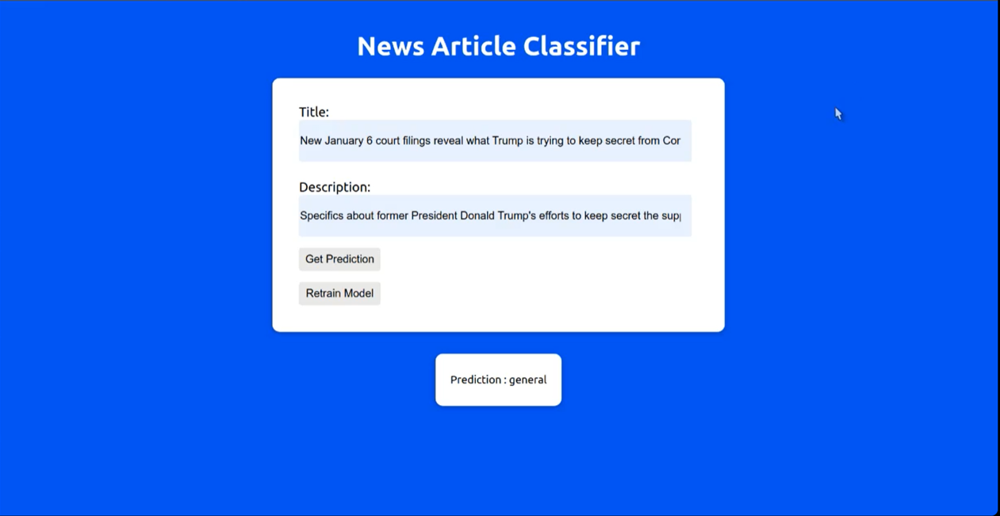 News Article Classifier
Title:
New January 6 court filings reveal what Trump is trying to keep secret from Cor
Description:
Specifics about former President Donald Trump's efforts to keep secret the
Get Prediction
Retrain Model
Prediction : general